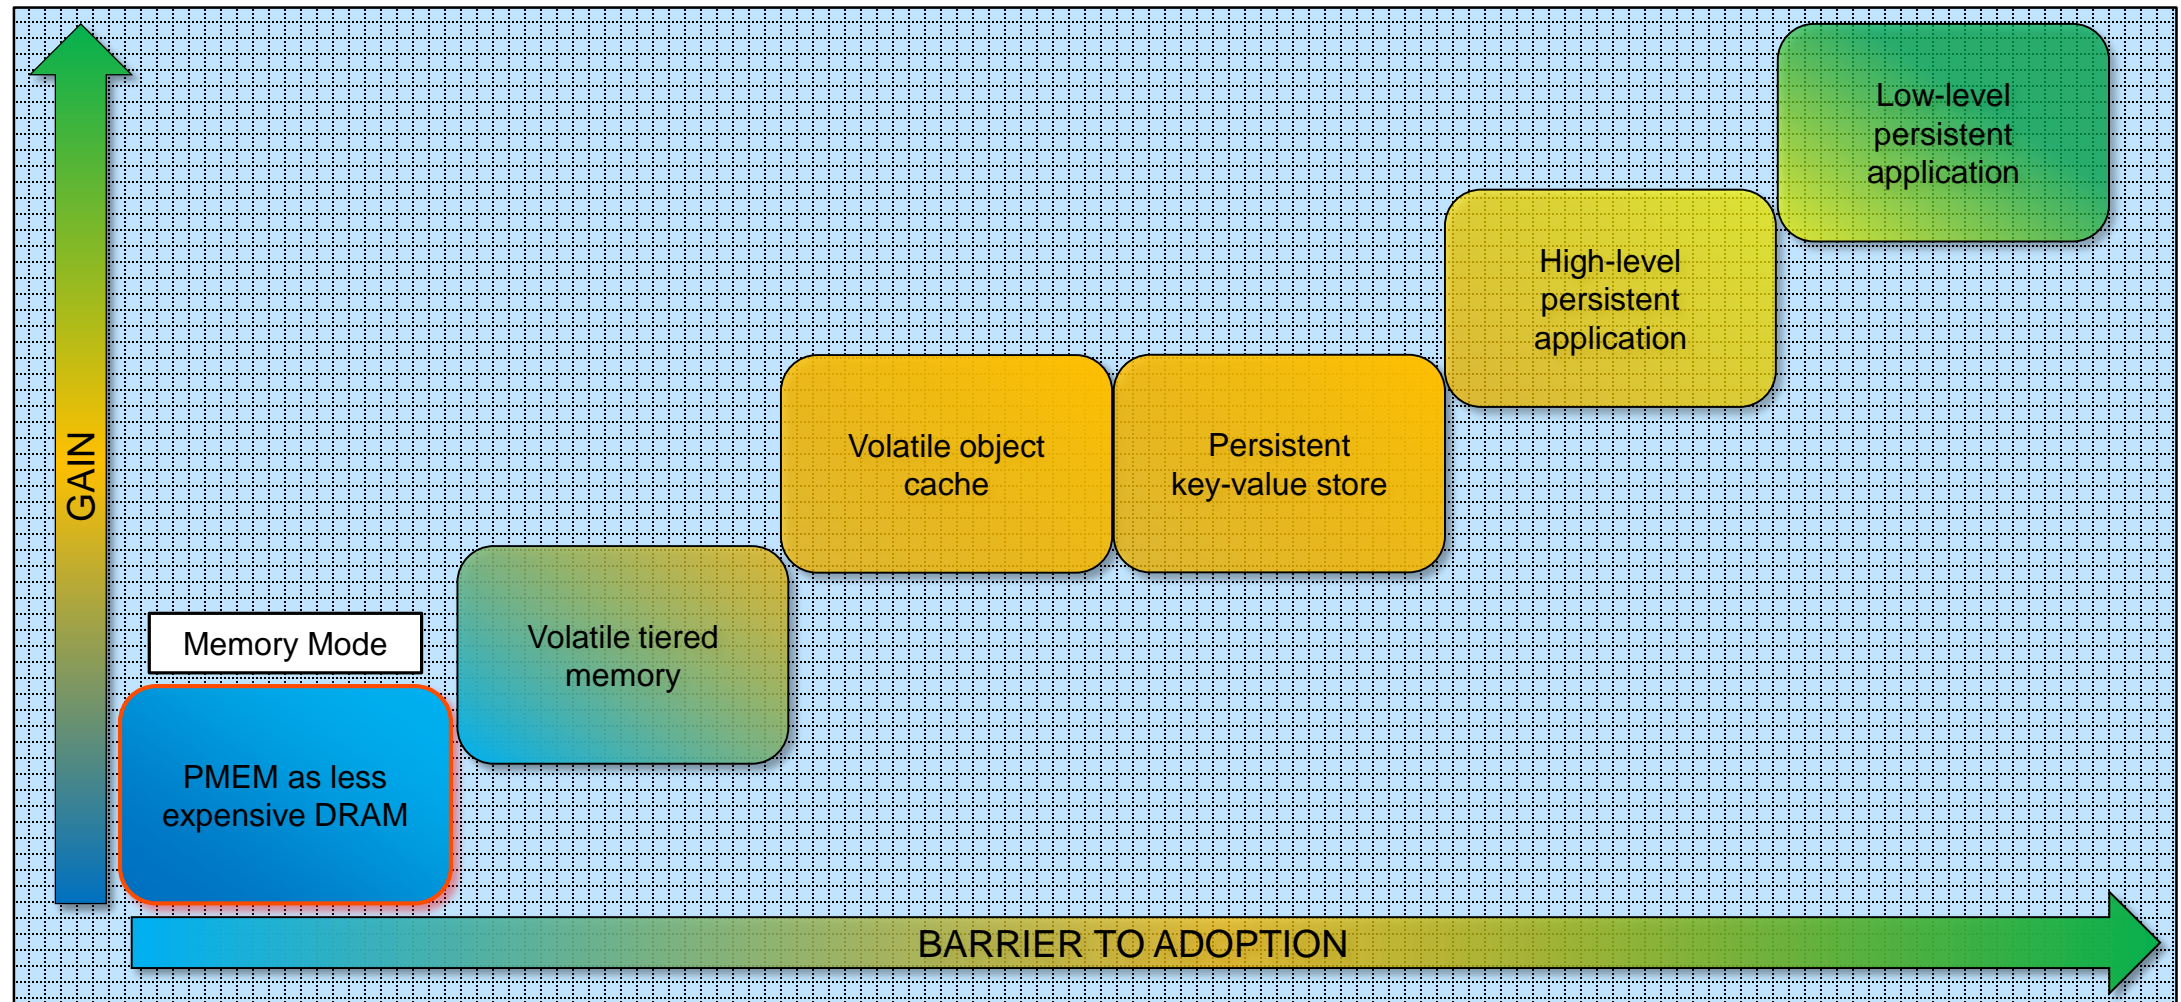 Low-level
persistent
application
High-level
persistent
application
Volatile object
cache
Persistent
key-value store
GAIN
Memory Mode
Volatile tiered
memory
PMEM as less
expensive DRAM
BARRIER TO ADOPTION